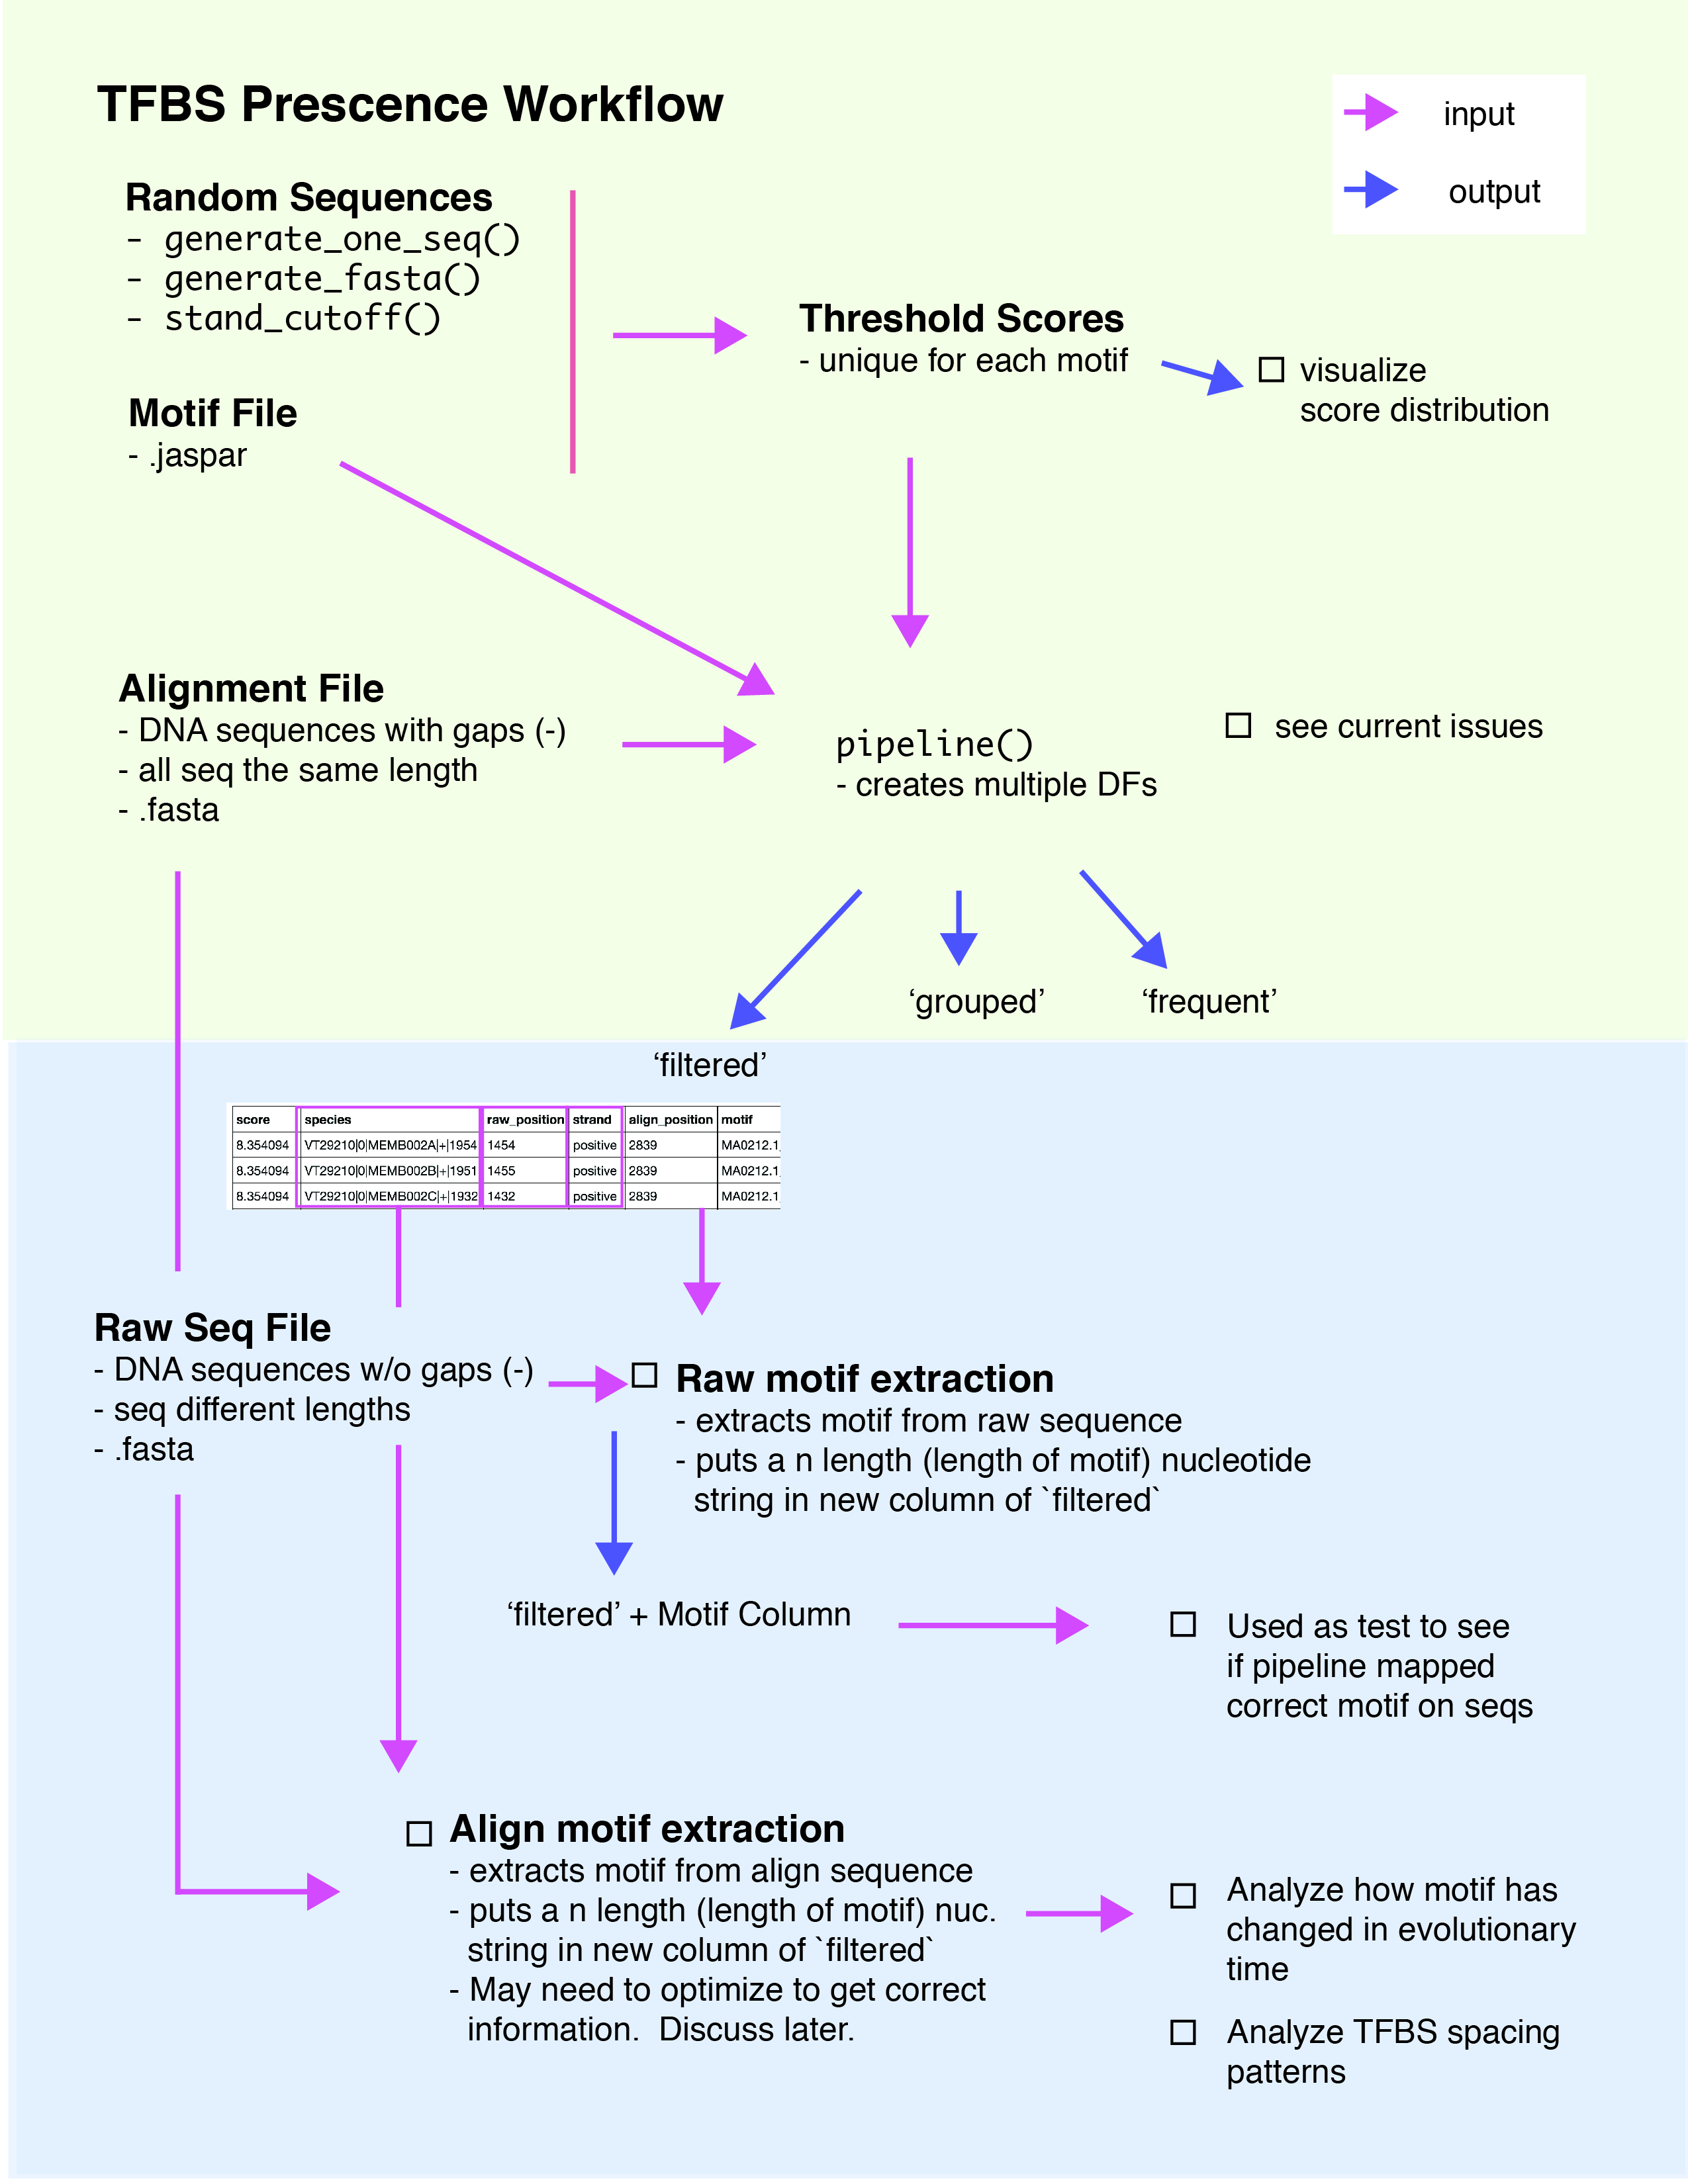 TFBS Prescence Workflow
input
output
Random Sequences
- generate_one_seq()
- generate_fasta()
- stand_cutoff()
Threshold Scores
- unique for each motif
visualize
score distribution
Motif File
- .jaspar
Alignment File
- DNA sequences with gaps (-)
- all seq the same length
- .fasta
pipeline()
- creates multiple DFs
see current issues
‘grouped’
‘frequent’
‘filtered’
score species raw_position strand align_position motif
8.354094 VT29210|0|MEMB002A|+|1954 1454 positive 2839 MA0212.1
8.354094 VT29210|0|MEMB002B|+|1951 1455 positive 2839 MA0212.1
8.354094 VT29210|0|MEMB002C|+|1932 1432 positive 2839 MA0212.1
Raw Seq File
- DNA sequences w/o gaps (-)
- seq different lengths
- .fasta
Raw motif extraction
- extracts motif from raw sequence
- puts a n length (length of motif) nucleotide
string in new column of `filtered`
‘filtered’ + Motif Column
Used as test to see
if pipeline mapped
correct motif on seqs
Align motif extraction
- extracts motif from align sequence
- puts a n length (length of motif) nuc.
string in new column of `filtered`
- May need to optimize to get correct
information.  Discuss later.
Analyze how motif has
changed in evolutionary
time
Analyze TFBS spacing
patterns